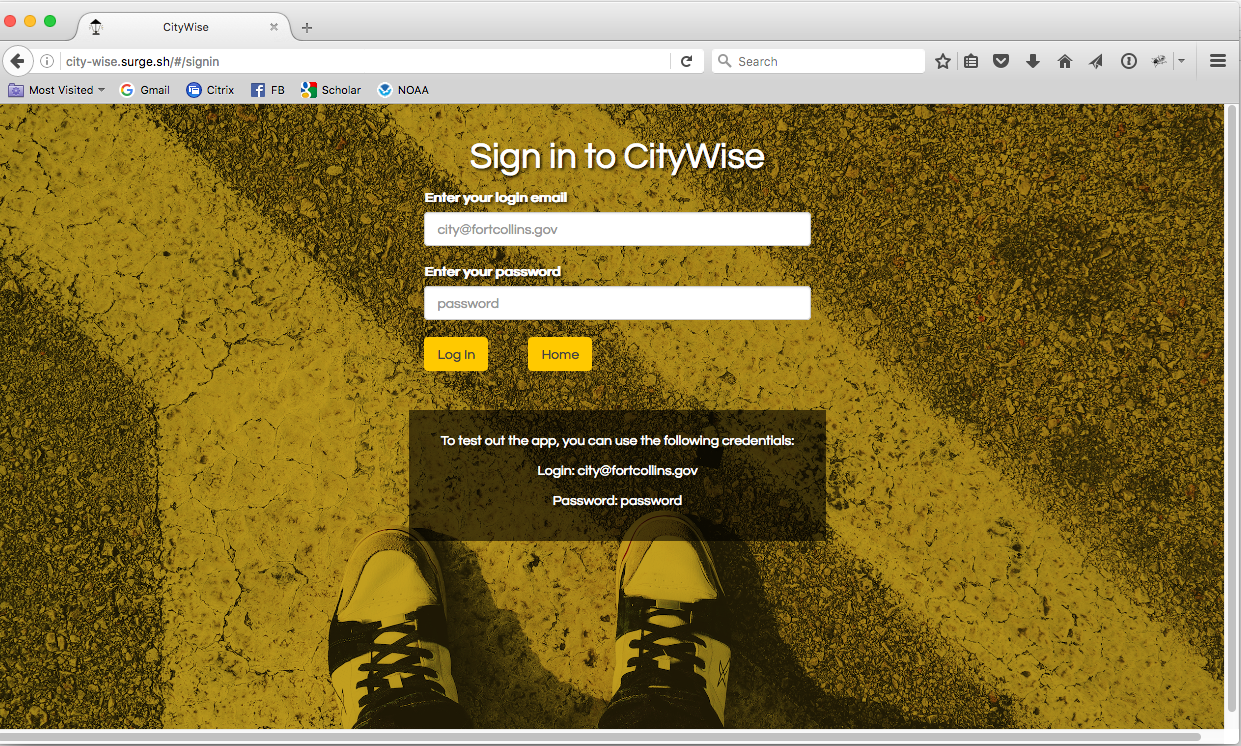 CityWise
city-wise.surge.sh/#/signin
Search
Most Visited Gmail Citrix FB Scholar NOAA
Sign in to CityWise
Enter your login email
city@fortcollins.gov
Enter your password
password
Log In Home
To test out the app, you can use the following credentials:
Login: city@fortcollins.gov
Password: password